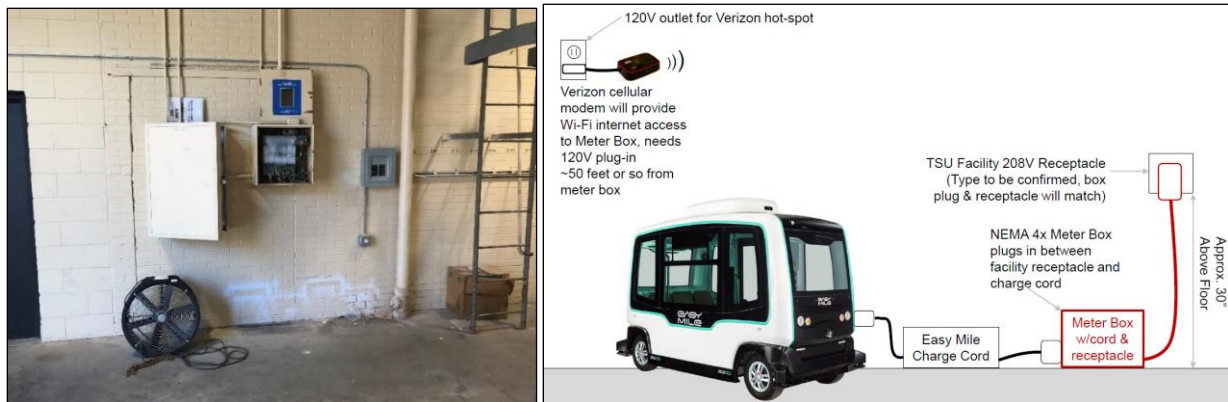 120V outlet for Verizon hot-spot
Verizon cellular
modem will provide
Wi-Fi internet access
to Meter Box, needs
120V plug-in
~50 feet or so from
meter box
TSU Facility 208V Receptacle
(Type to be confirmed, box
plug & receptacle will match)
NEMA 4x Meter Box
plugs in between
facility receptacle and
charge cord
Approx. 30"
Above Floor
EASY
MILE
EASY
MILE
Easy Mile
Charge Cord
Meter Box
w/cord &
receptacle